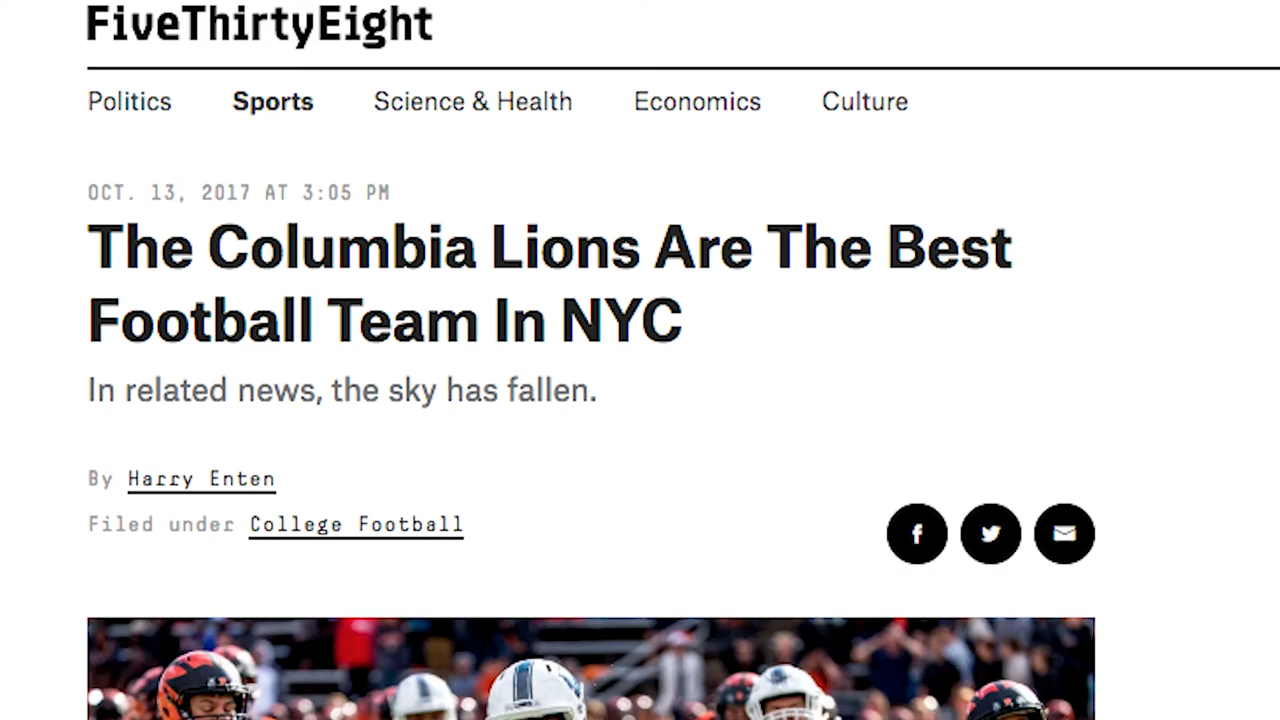 FiveThirtyEight
Politics Sports Science & Health Economics Culture
OCT. 13, 2017 AT 3:05 PM
The Columbia Lions Are The Best
Football Team In NYC
In related news, the sky has fallen.
By Harry Enten
Filed under College Football